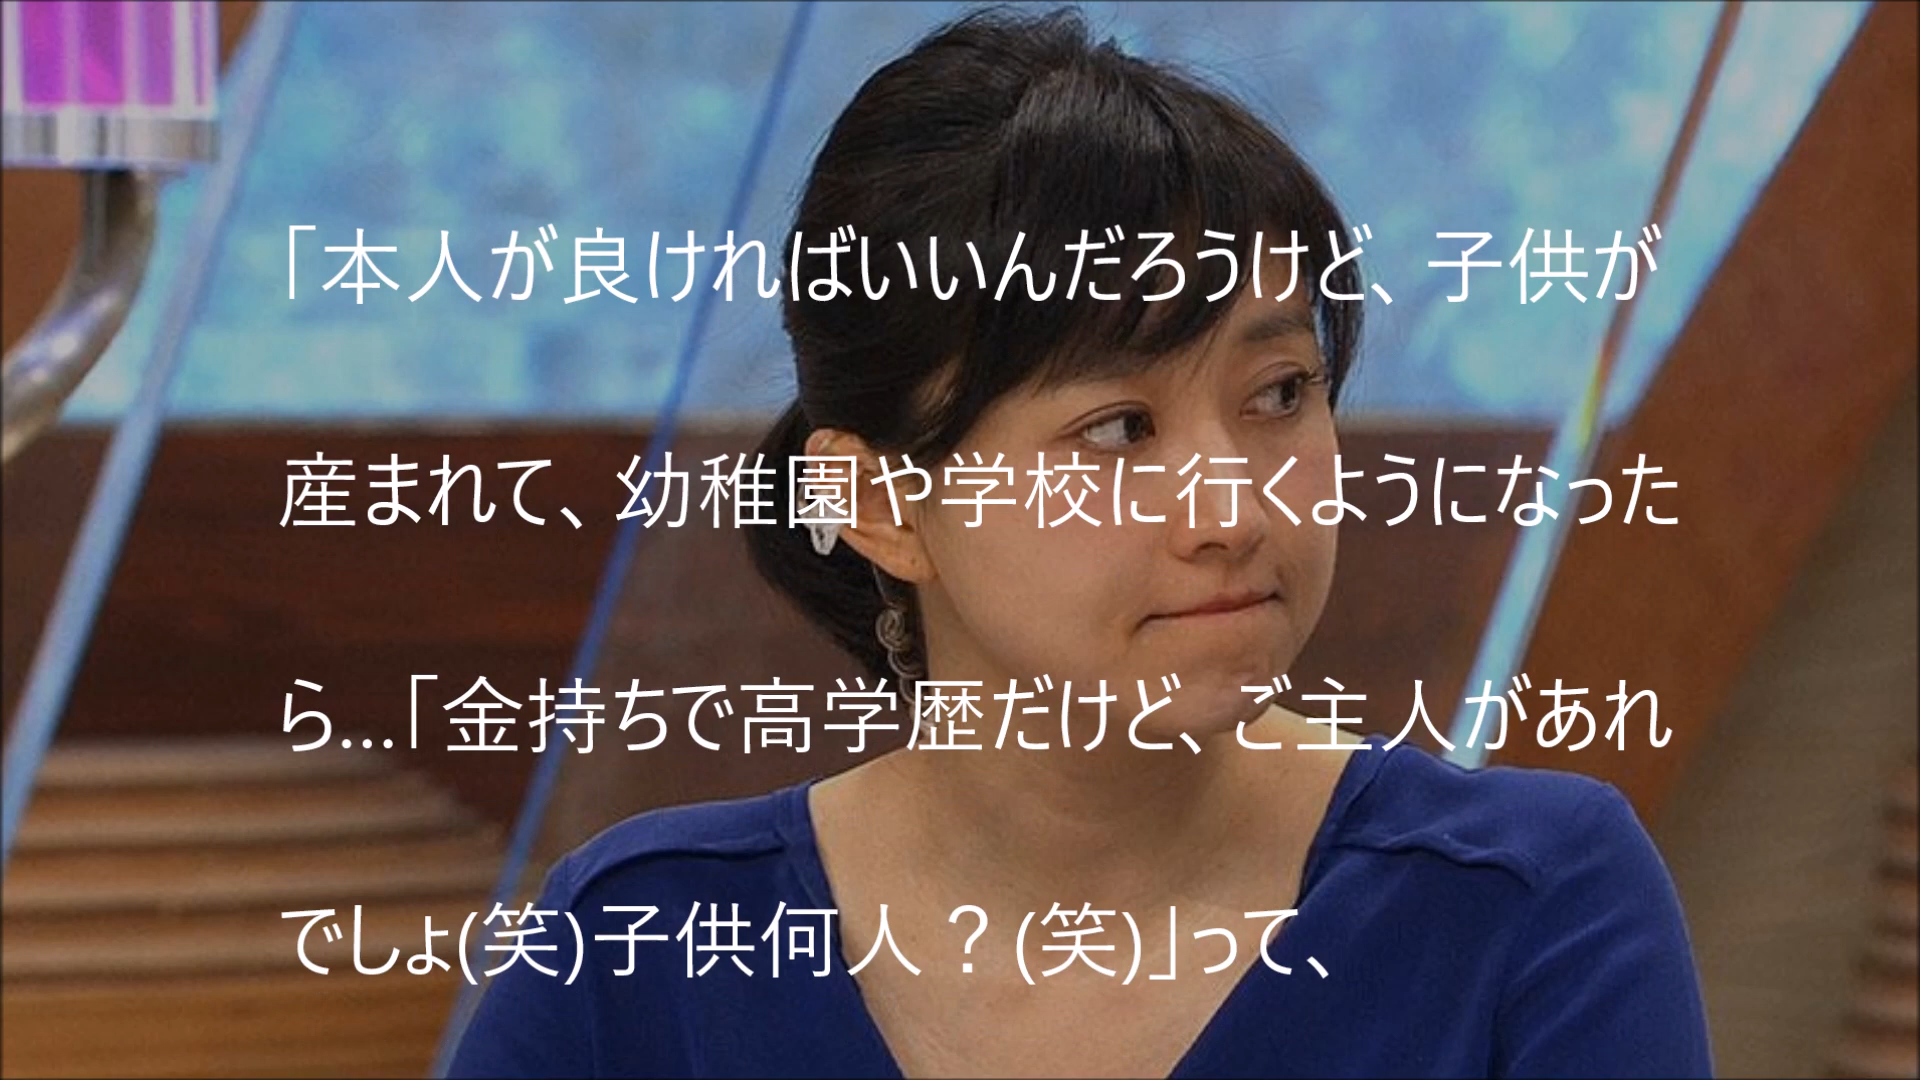 「本人が良ければいいんだろうけど、子供が
産まれて、幼稚園や学校に行くようになった
ら...「金持ちで高学歴だけど、ご主人があれ
でしょ(笑)子供何人？(笑)」って、